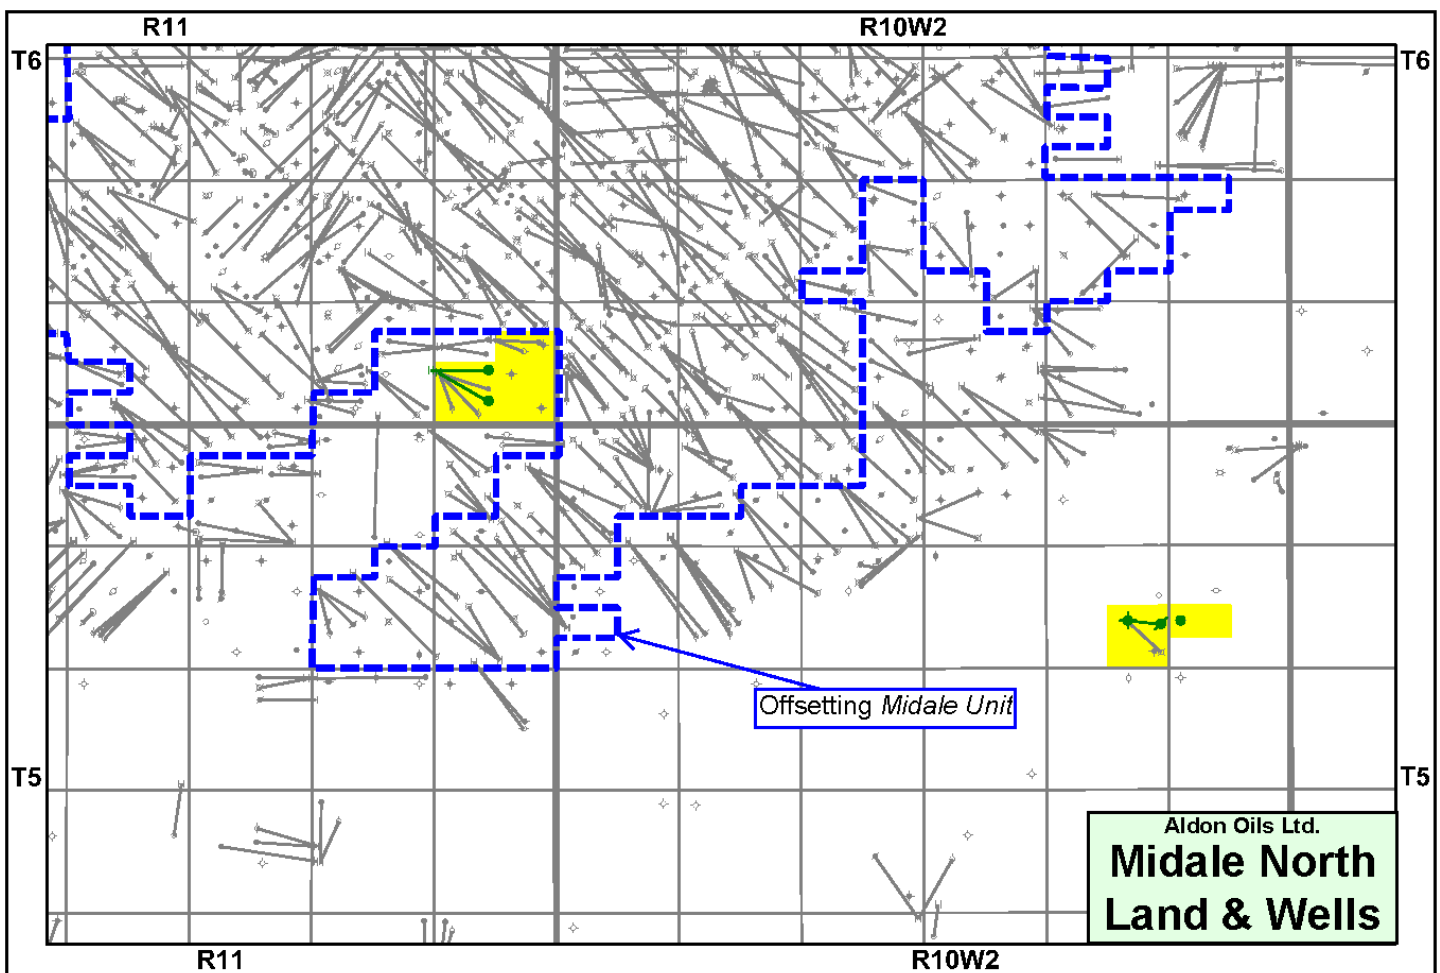 R11 R10W2
T6 T6
Offsetting Midale Unit
T5 T5
Aldon Oils Ltd.
Midale North
Land & Wells
R11 R10W2